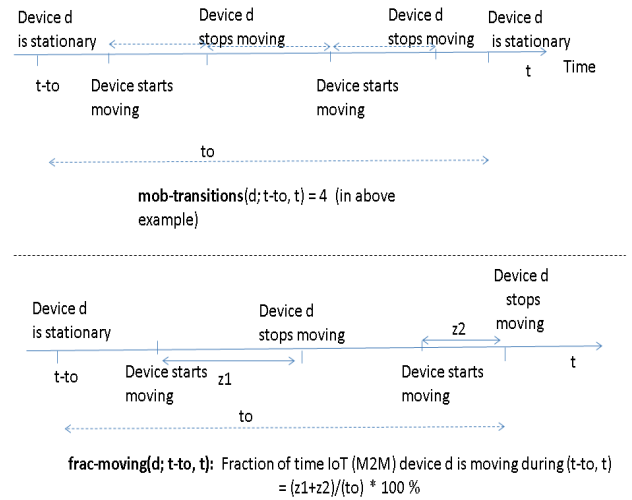 Device d
is stationary
Device d
stops moving
Device d
stops moving
Device d
is stationary
t-to
Device starts
moving
Device starts
moving
t
Time
to
mob-transitions(d; t-to, t) = 4 (in above
example)
Device d
is stationary
Device d
stops moving
z2
Device d
stops
moving
t-to
Device starts
moving
z1
Device starts
moving
t
to
frac-moving(d; t-to, t): Fraction of time IoT (M2M) device d is moving during (t-to, t)
= (z1+z2)/(to) * 100 %